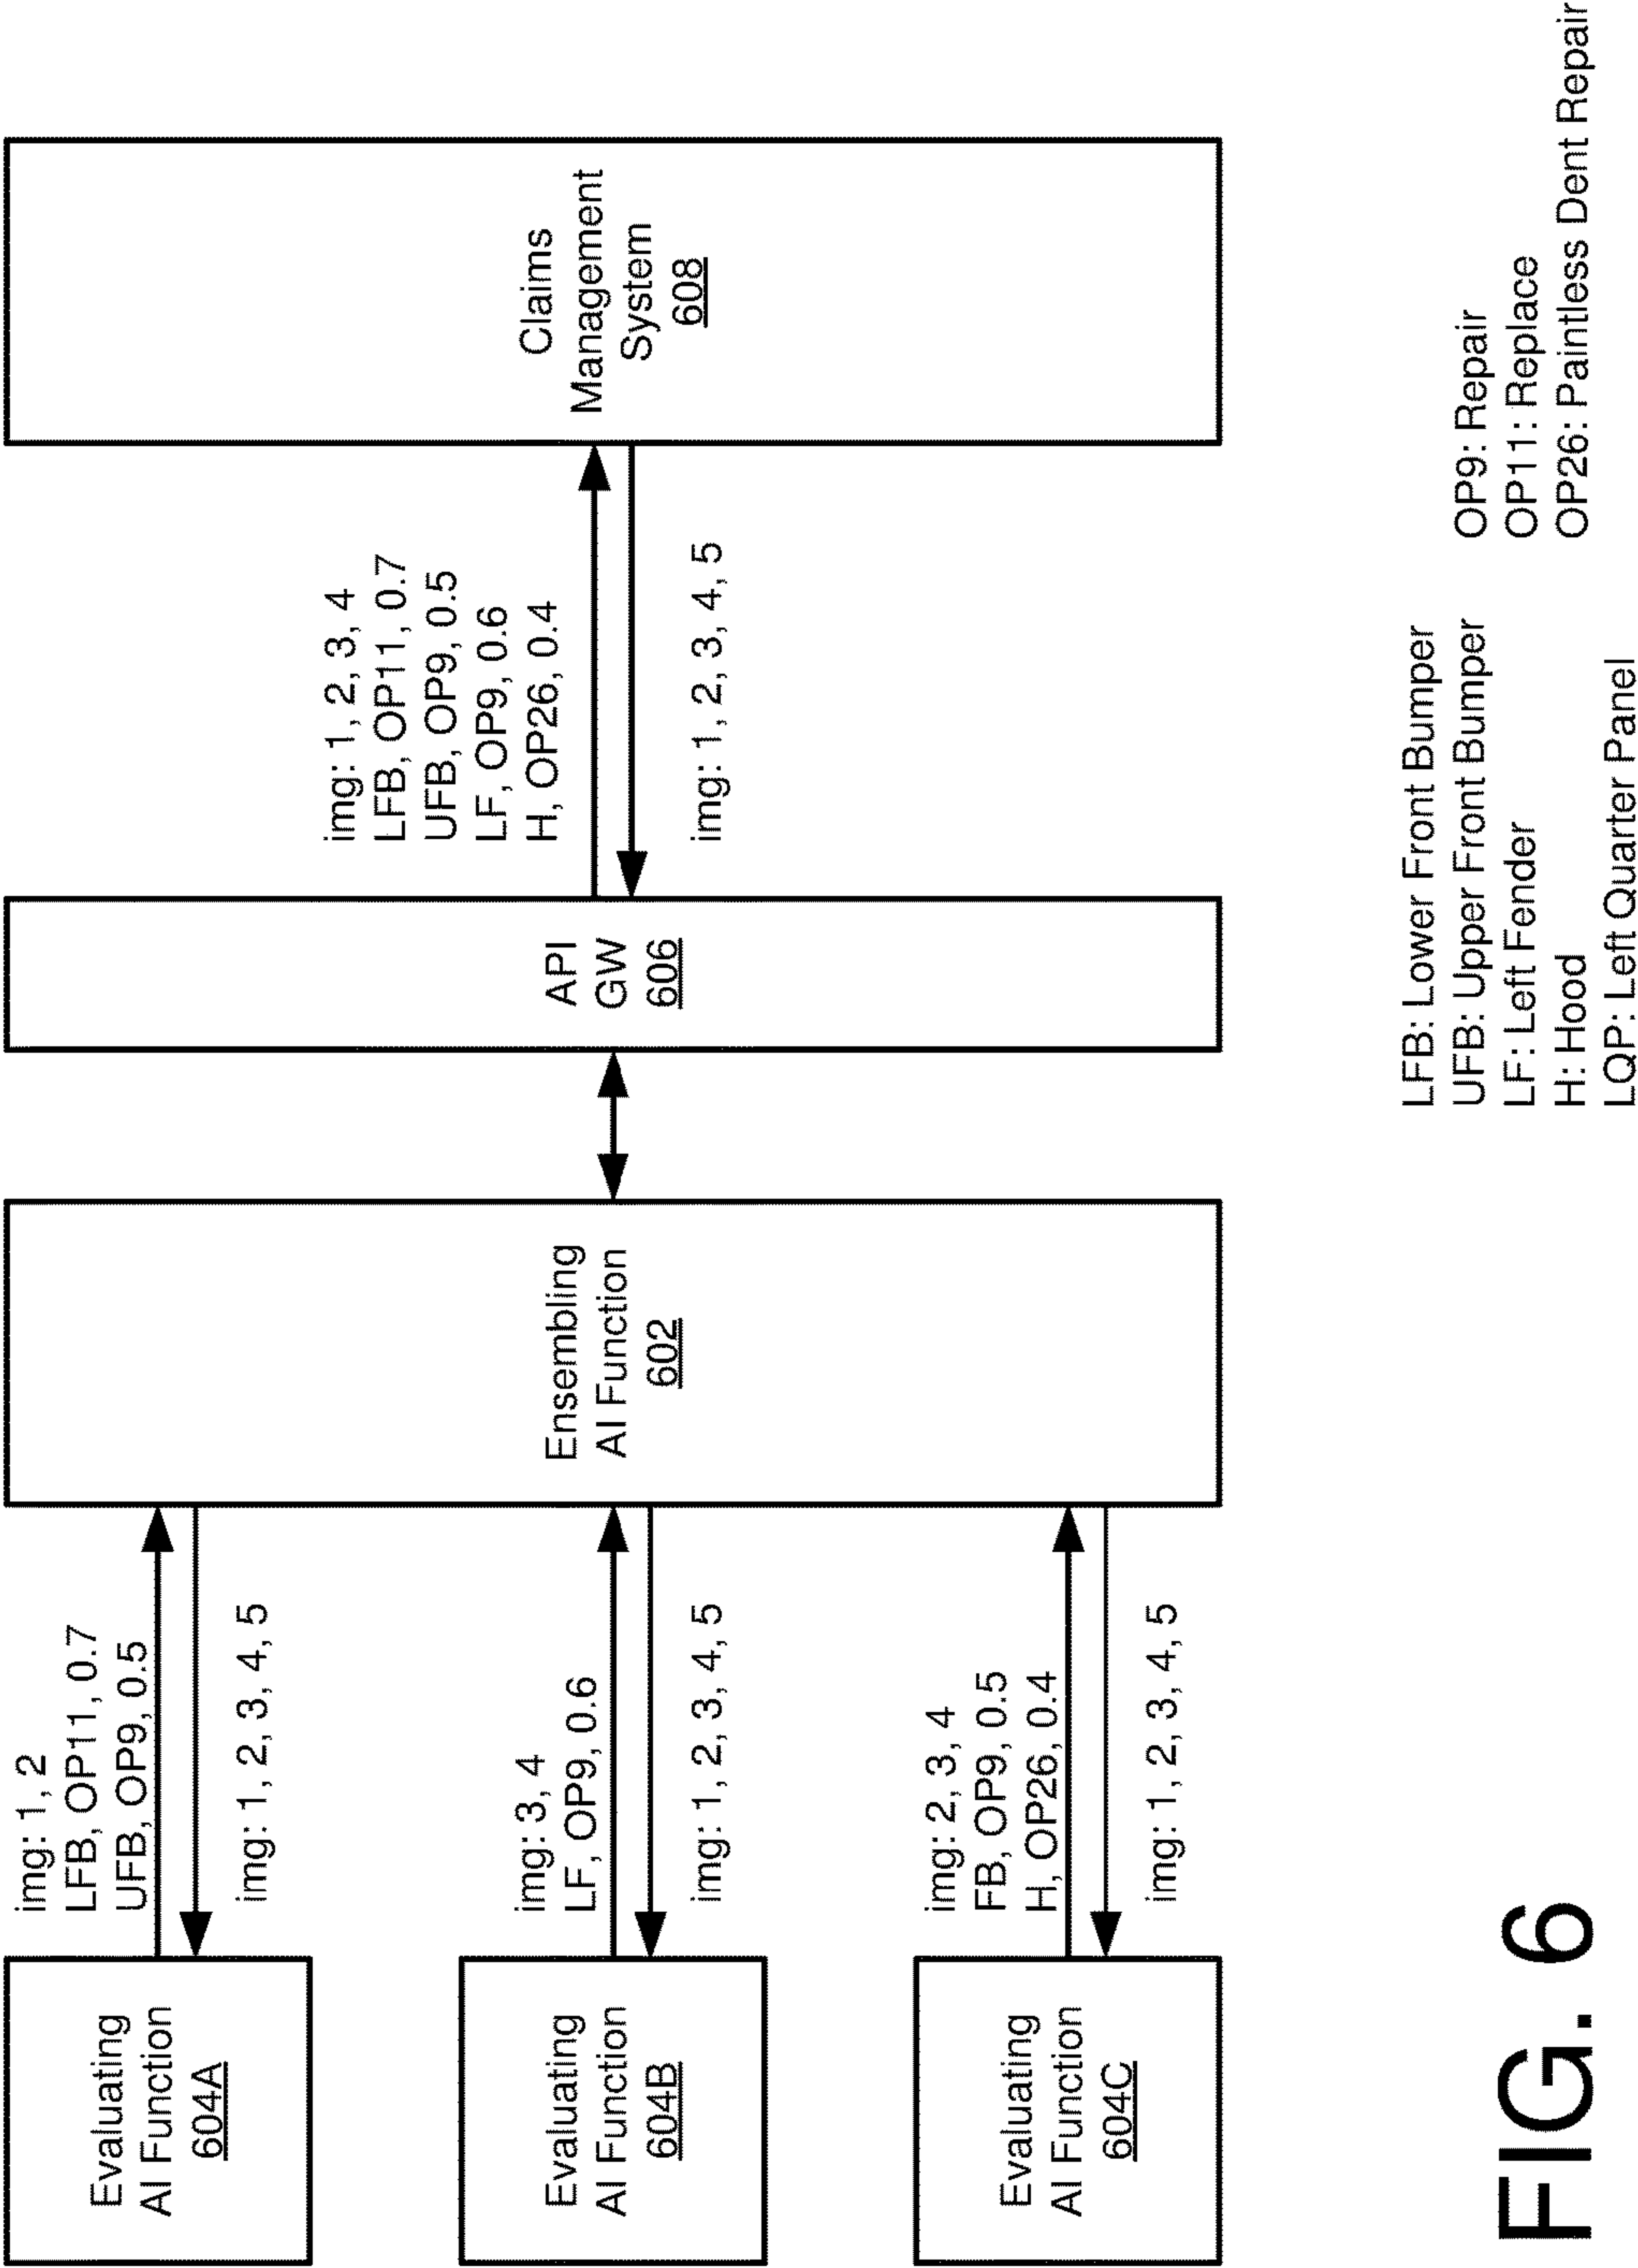 Evaluating
AI Function
604A
img: 1, 2
LFB, OP11, 0.7
UFB, OP9, 0.5
img: 1, 2, 3, 4, 5
Evaluating
AI Function
604B
img: 3, 4
LF, OP9, 0.6
img: 1, 2, 3, 4, 5
Evaluating
AI Function
604C
img: 2, 3, 4
FB, OP9, 0.5
H, OP26, 0.4
img: 1, 2, 3, 4, 5
Ensembling
AI Function
602
API
GW
606
img: 1, 2, 3, 4
LFB, OP11, 0.7
UFB, OP9, 0.5
LF, OP9, 0.6
H, OP26, 0.4
img: 1, 2, 3, 4, 5
Claims
Management
System
608
LFB: Lower Front Bumper
UFB: Upper Front Bumper
LF: Left Fender
H: Hood
LQP: Left Quarter Panel
OP9: Repair
OP11: Replace
OP26: Paintless Dent Repair
FIG. 6